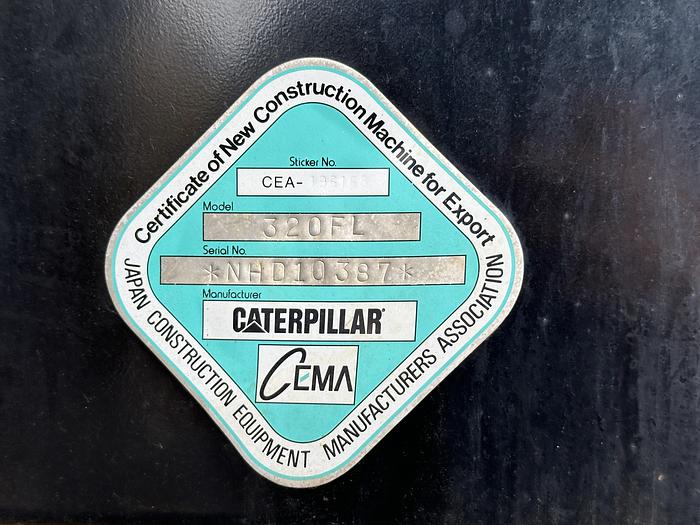 Certificate of New Construction Machine for Export
Sticker No.
CEA-
Model
320FL
Serial No.
*NHD10387*
Manufacturer
CATERPILLAR
CEMA
JAPAN CONSTRUCTION EQUIPMENT MANUFACTURERS ASSOCIATION